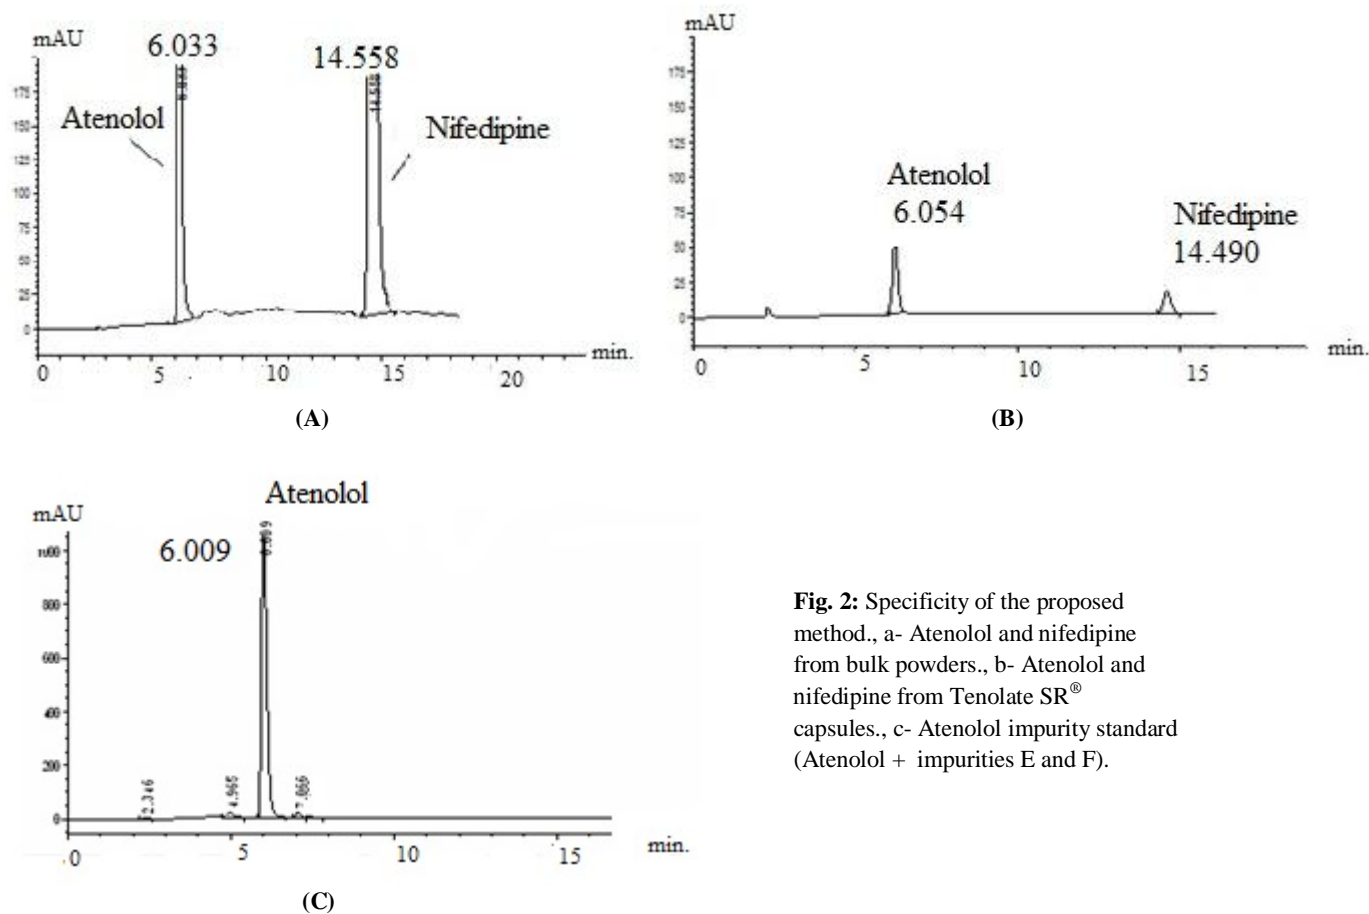 mAU
6.033
14.558
Atenolol
Nifedipine
175
150
125
100
75
50
25
0
0 5 10 15 20
min.
(A)
mAU
175
150
125
100
75
50
25
0
Atenolol
6.054
Nifedipine
14.490
0 5 10 15
min.
(B)
Atenolol
mAU
6.009
1000
800
600
400
200
0
2.346
4.965
7.066
0 5 10 15
min.
(C)
Fig. 2: Specificity of the proposed
method., a- Atenolol and nifedipine
from bulk powders., b- Atenolol and
nifedipine from Tenolate SR®
capsules., c- Atenolol impurity standard
(Atenolol + impurities E and F).